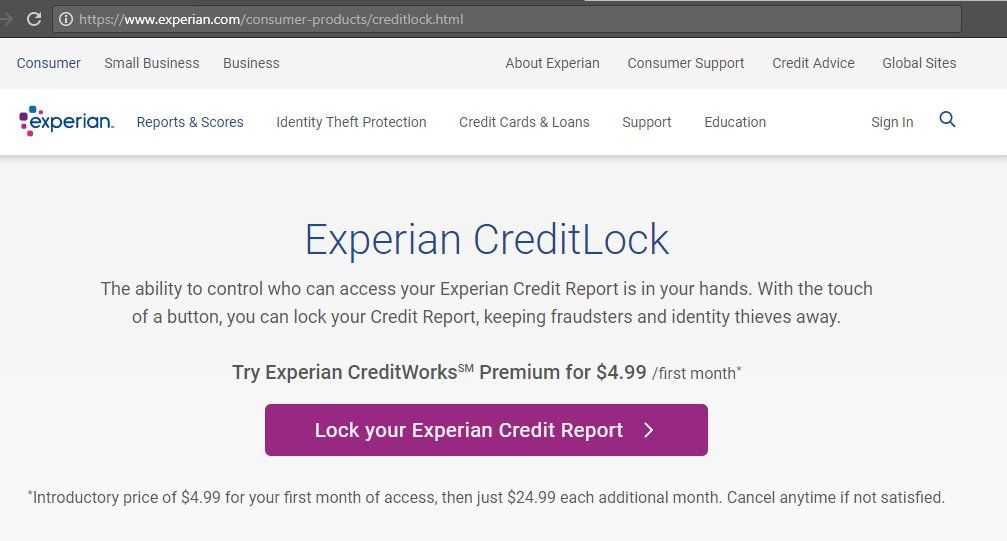 https://www.experian.com/consumer-products/creditlock.html
Consumer Small Business Business About Experian Consumer Support Credit Advice Global Sites
experian™ Reports & Scores Identity Theft Protection Credit Cards & Loans Support Education Sign In
Experian CreditLock
The ability to control who can access your Experian Credit Report is in your hands. With the touch
of a button, you can lock your Credit Report, keeping fraudsters and identity thieves away.
Try Experian CreditWorks℠ Premium for $4.99 /first month*
Lock your Experian Credit Report
*Introductory price of $4.99 for your first month of access, then just $24.99 each additional month. Cancel anytime if not satisfied.